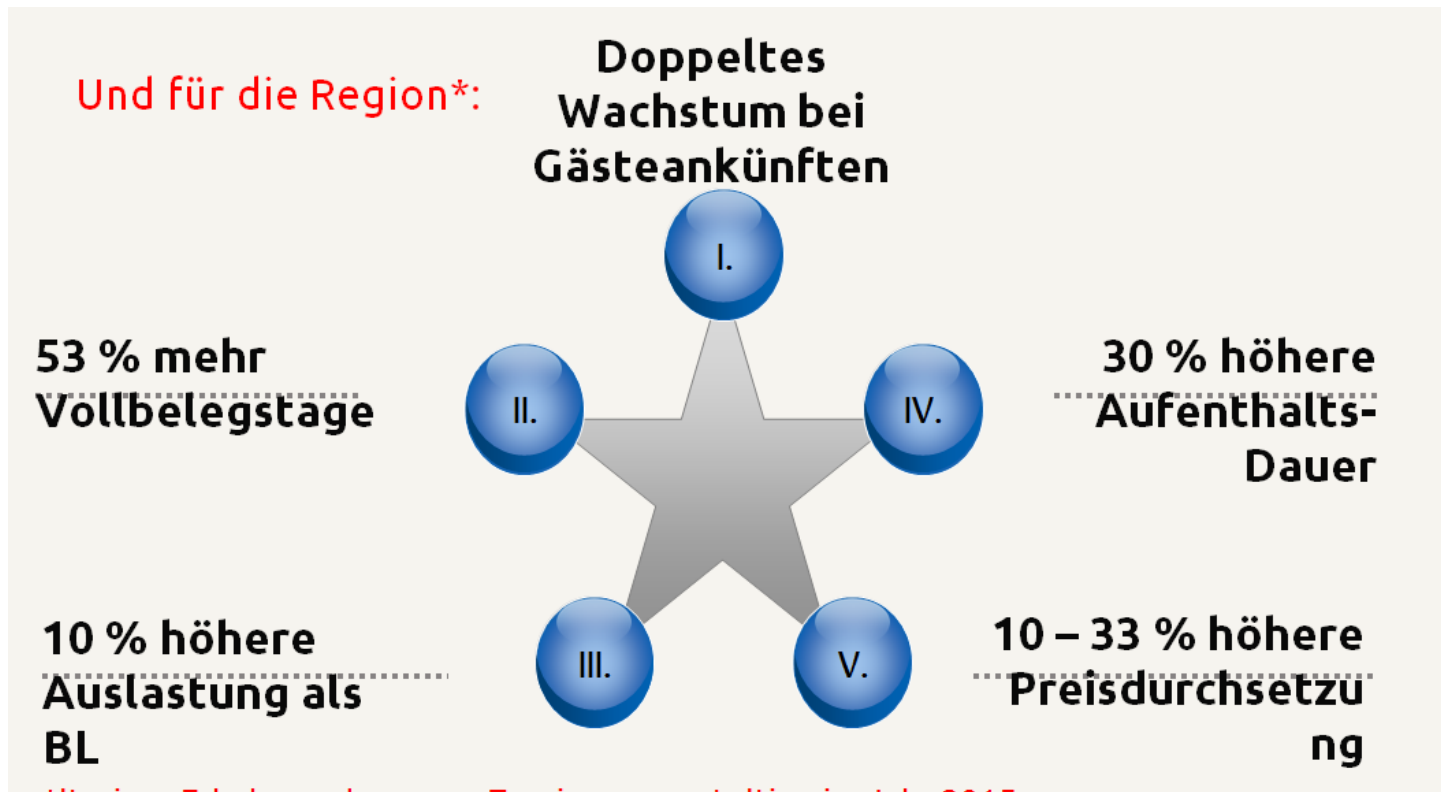 Und für die Region*:
Doppeltes
Wachstum bei
Gästeankünften
I.
53 % mehr
Vollbelegstage
II.
IV.
30 % höhere
Aufenthalts-
Dauer
10 % höhere
Auslastung als
BL
III.
V.
10 – 33 % höhere
Preisdurchsetzu
ng